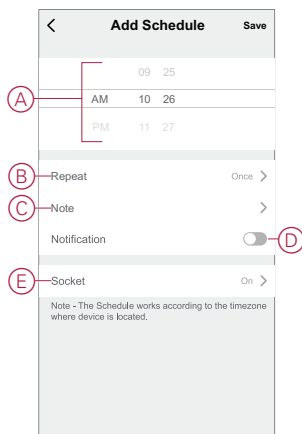 Add Schedule Save
09 25
A AM 10 26
PM 11 27
B Repeat Once
C Note
Notification D
E Socket On
Note - The Schedule works according to the timezone
where device is located.